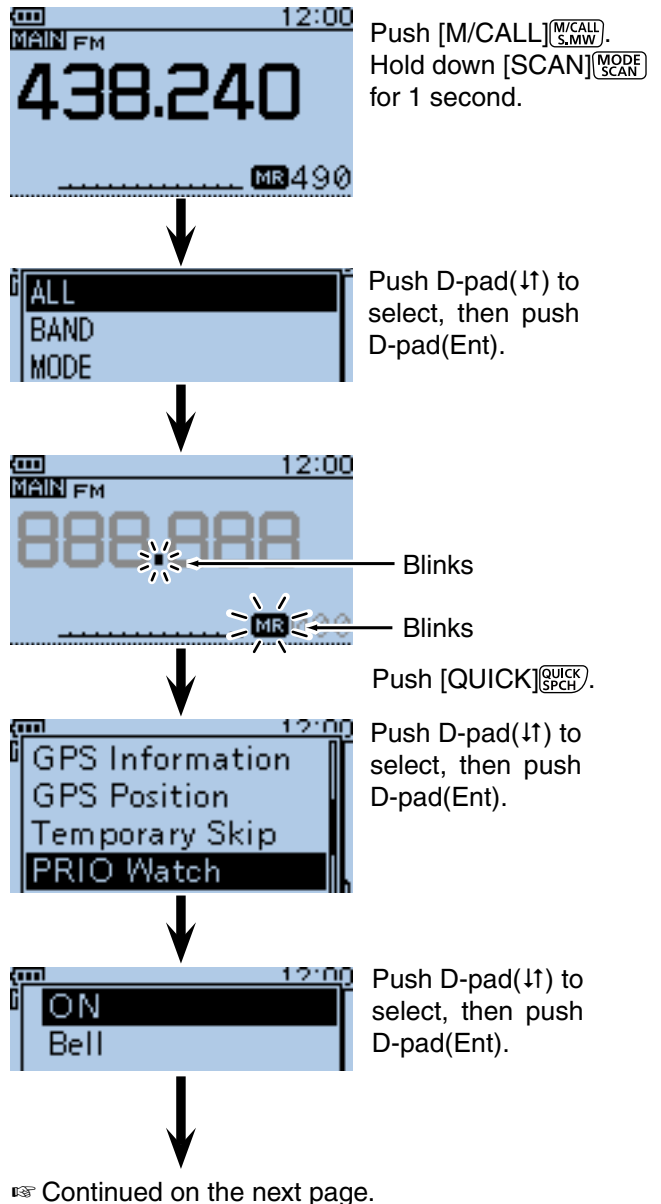 12:00
MAIN FM
438.240
MR 490
Push [M/CALL] M/CALL S.MW.
Hold down [SCAN] MODE SCAN
for 1 second.
ALL
BAND
MODE
Push D-pad(↓↑) to
select, then push
D-pad(Ent).
12:00
MAIN FM
888.888
MR
Blinks
Blinks
Push [QUICK] QUICK SPCH.
12:00
GPS Information
GPS Position
Temporary Skip
PRIO Watch
Push D-pad(↓↑) to
select, then push
D-pad(Ent).
12:00
ON
Bell
Push D-pad(↓↑) to
select, then push
D-pad(Ent).
☞ Continued on the next page.